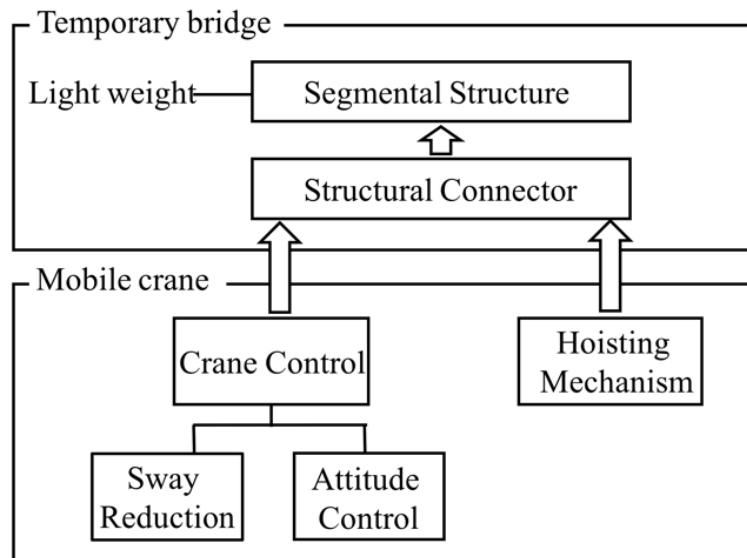 Temporary bridge
Light weight
Segmental Structure
Structural Connector
Mobile crane
Crane Control
Hoisting
Mechanism
Sway
Reduction
Attitude
Control